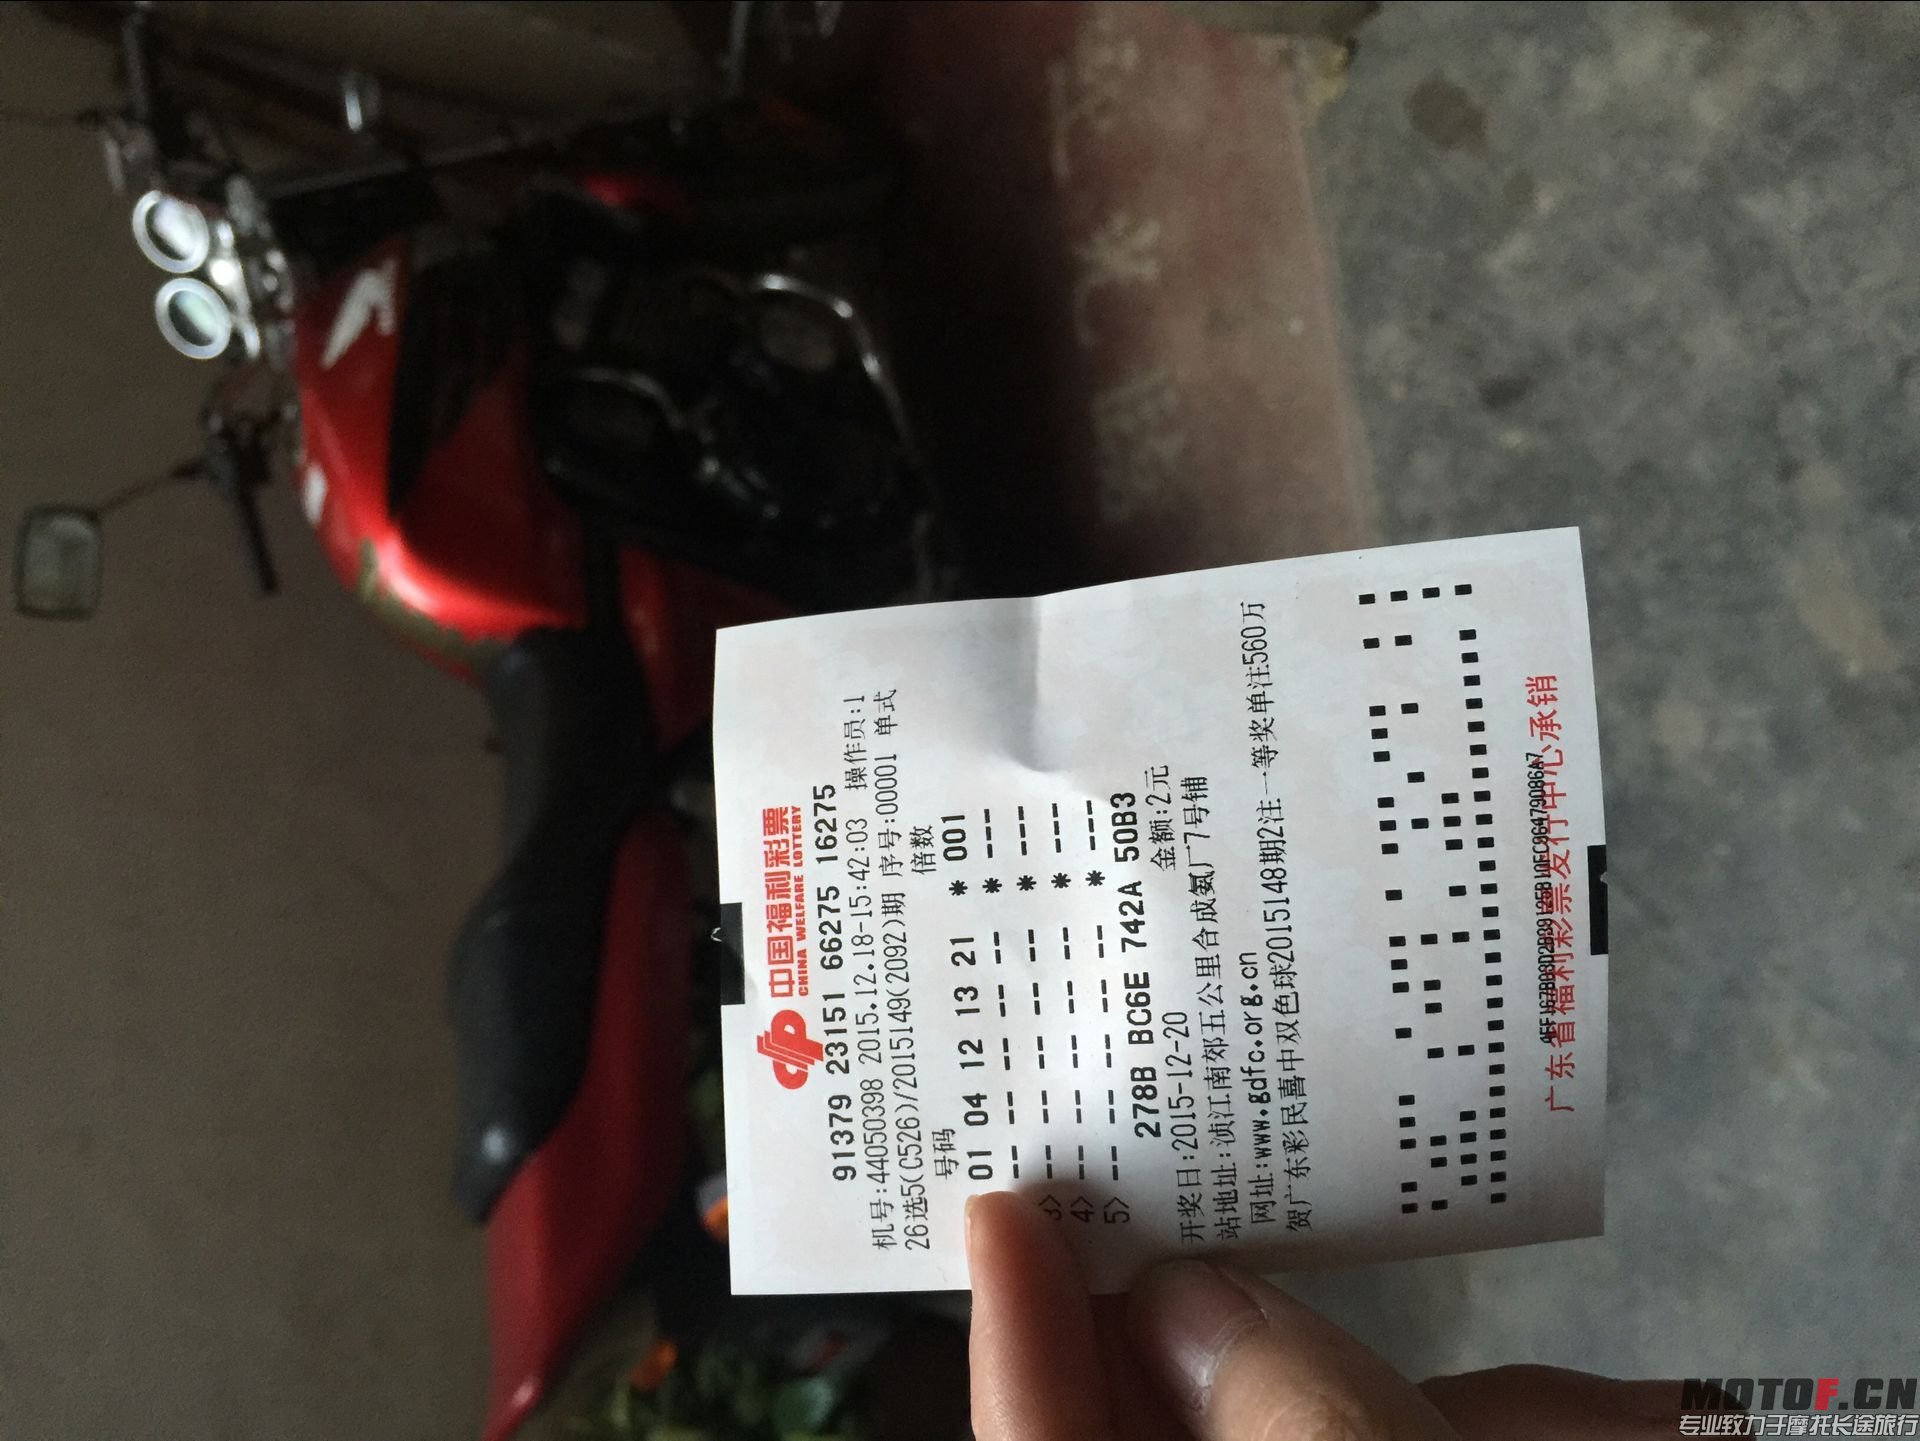 中国福利彩票
CHINA WELFARE LOTTERY
91379 23151 66275 16275
机号:44050398 2015.12.18-15:42:03 操作员:1
26选5(C526)/2015149(2092)期 序号:00001 单式
号码 倍数
01 04 12 13 21 * 001
-- -- -- -- -- * ---
3> -- -- -- -- -- * ---
4> -- -- -- -- -- * ---
5> -- -- -- -- -- * ---
278B BC6E 742A 50B3
开奖日:2015-12-20 金额:2元
站地址:浈江南郊五公里合成氨厂7号铺
网址:www.gdfc.org.cn
贺广东彩民喜中双色球2015148期2注一等奖单注560万
广东省福利彩票发行中心承销
MOTOF.CN
专业致力于摩托长途旅行